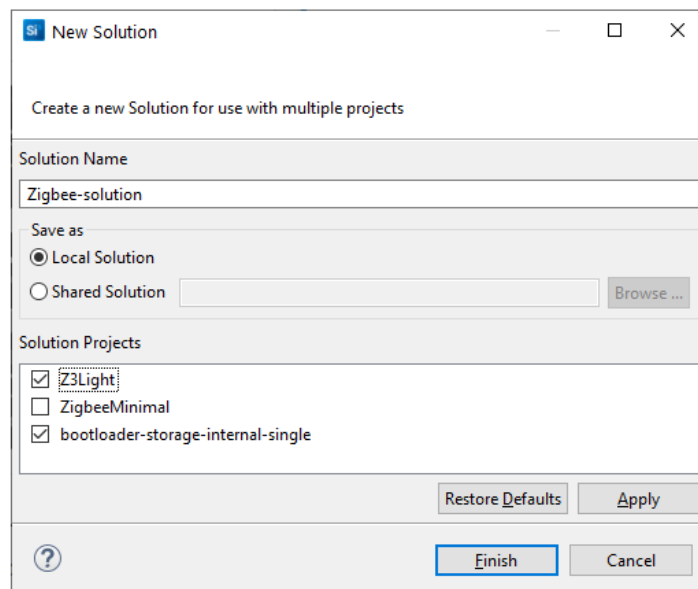 Si New Solution
Create a new Solution for use with multiple projects
Solution Name
Zigbee-solution
Save as
Local Solution
Shared Solution Browse ...
Solution Projects
Z3Light
ZigbeeMinimal
bootloader-storage-internal-single
Restore Defaults Apply
? Finish Cancel